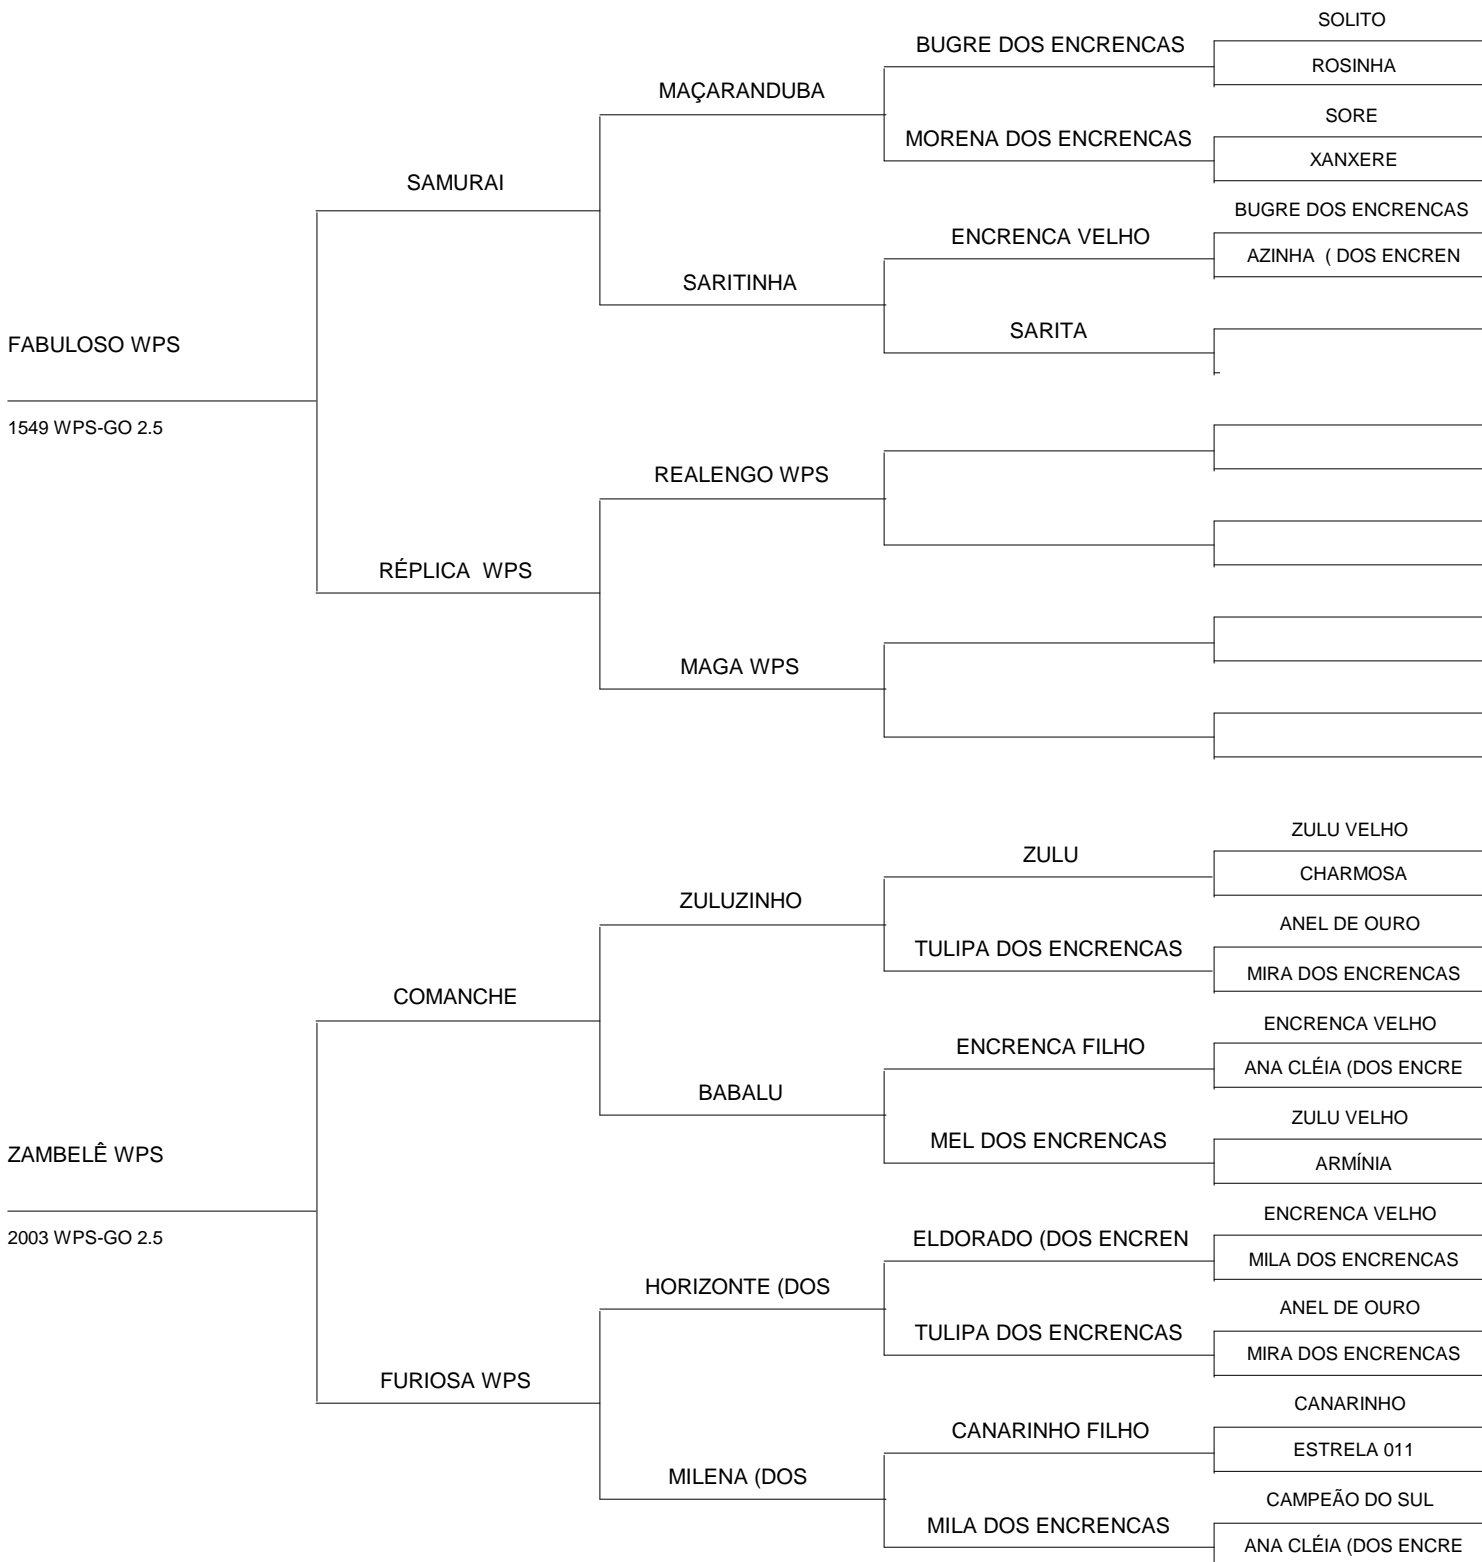 SOLITO
BUGRE DOS ENCRENCAS
ROSINHA
MAÇARANDUBA
SORE
MORENA DOS ENCRENCAS
XANXERE
SAMURAI
BUGRE DOS ENCRENCAS
ENCRENCA VELHO
AZINHA ( DOS ENCREN
SARITINHA
SARITA
FABULOSO WPS
1549 WPS-GO 2.5
REALENGO WPS
RÉPLICA WPS
MAGA WPS
ZULU VELHO
ZULU
CHARMOSA
ZULUZINHO
ANEL DE OURO
TULIPA DOS ENCRENCAS
MIRA DOS ENCRENCAS
COMANCHE
ENCRENCA VELHO
ENCRENCA FILHO
ANA CLÉIA (DOS ENCRE
BABALU
ZULU VELHO
MEL DOS ENCRENCAS
ARMÍNIA
ZAMBELÊ WPS
2003 WPS-GO 2.5
ENCRENCA VELHO
ELDORADO (DOS ENCREN
MILA DOS ENCRENCAS
HORIZONTE (DOS
ANEL DE OURO
TULIPA DOS ENCRENCAS
MIRA DOS ENCRENCAS
FURIOSA WPS
CANARINHO
CANARINHO FILHO
ESTRELA 011
MILENA (DOS
CAMPEÃO DO SUL
MILA DOS ENCRENCAS
ANA CLÉIA (DOS ENCRE